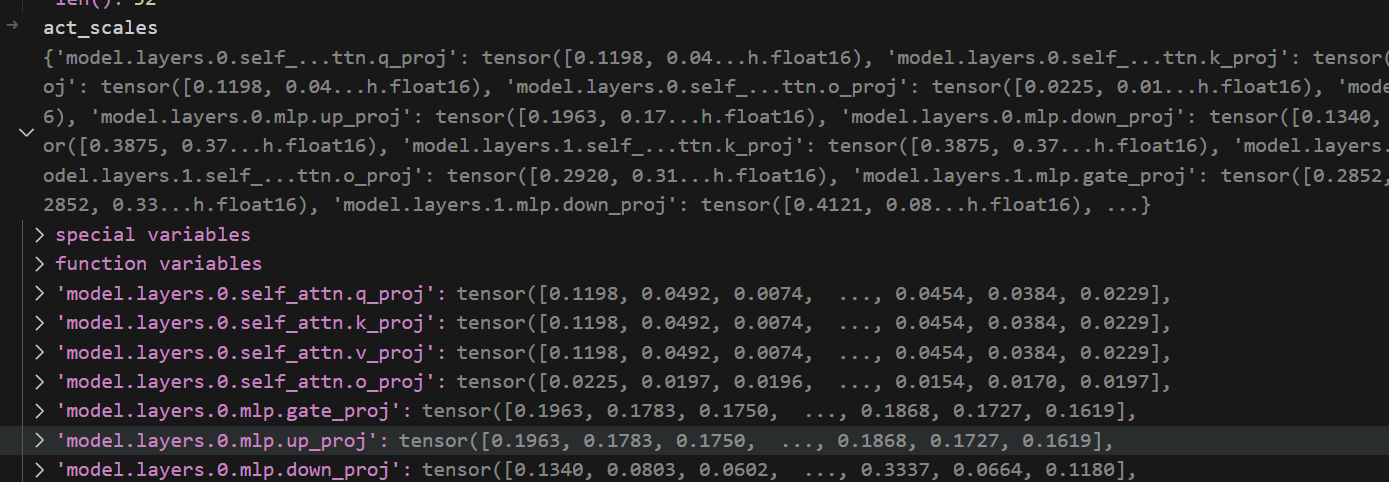 len(): 52
act_scales
{'model.layers.0.self_...ttn.q_proj': tensor([0.1198, 0.04...h.float16), 'model.layers.0.self_...ttn.k_proj': tensor(
oj': tensor([0.1198, 0.04...h.float16), 'model.layers.0.self_...ttn.o_proj': tensor([0.0225, 0.01...h.float16), 'mode
6), 'model.layers.0.mlp.up_proj': tensor([0.1963, 0.17...h.float16), 'model.layers.0.mlp.down_proj': tensor([0.1340,
or([0.3875, 0.37...h.float16), 'model.layers.1.self_...ttn.k_proj': tensor([0.3875, 0.37...h.float16), 'model.layers.
odel.layers.1.self_...ttn.o_proj': tensor([0.2920, 0.31...h.float16), 'model.layers.1.mlp.gate_proj': tensor([0.2852,
2852, 0.33...h.float16), 'model.layers.1.mlp.down_proj': tensor([0.4121, 0.08...h.float16), ...}
special variables
function variables
'model.layers.0.self_attn.q_proj': tensor([0.1198, 0.0492, 0.0074,  ..., 0.0454, 0.0384, 0.0229],
'model.layers.0.self_attn.k_proj': tensor([0.1198, 0.0492, 0.0074,  ..., 0.0454, 0.0384, 0.0229],
'model.layers.0.self_attn.v_proj': tensor([0.1198, 0.0492, 0.0074,  ..., 0.0454, 0.0384, 0.0229],
'model.layers.0.self_attn.o_proj': tensor([0.0225, 0.0197, 0.0196,  ..., 0.0154, 0.0170, 0.0197],
'model.layers.0.mlp.gate_proj': tensor([0.1963, 0.1783, 0.1750,  ..., 0.1868, 0.1727, 0.1619],
'model.layers.0.mlp.up_proj': tensor([0.1963, 0.1783, 0.1750,  ..., 0.1868, 0.1727, 0.1619],
'model.layers.0.mlp.down_proj': tensor([0.1340, 0.0803, 0.0602,  ..., 0.3337, 0.0664, 0.1180],